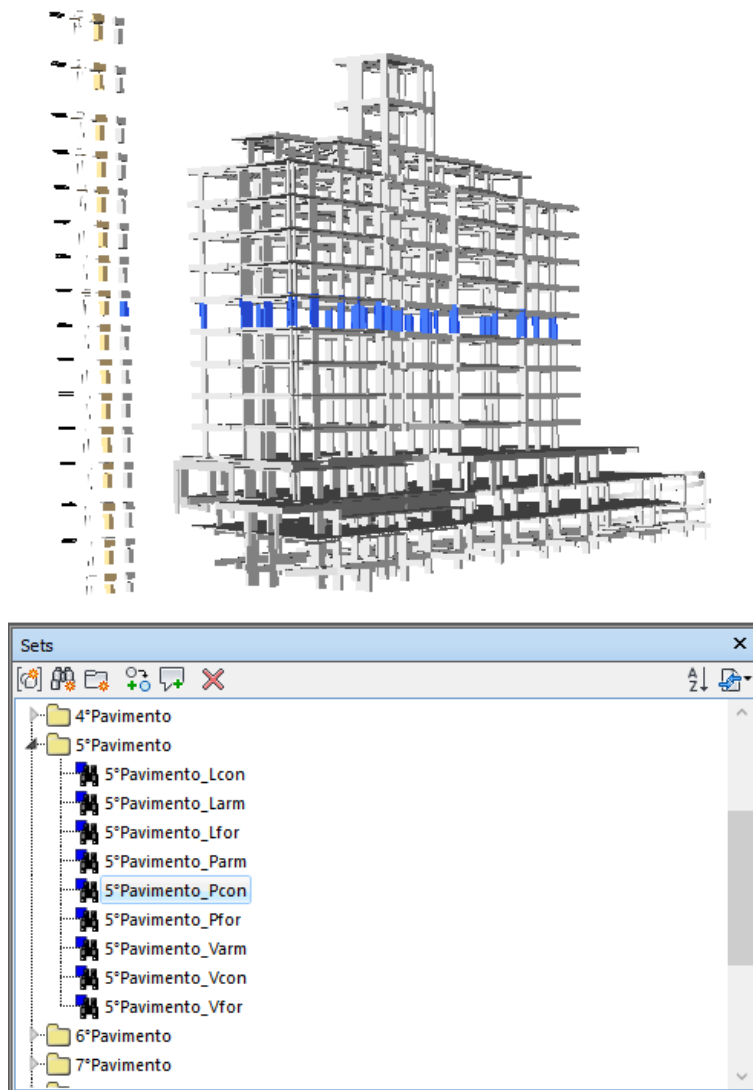 Sets
4°Pavimento
5°Pavimento
5°Pavimento_Lcon
5°Pavimento_Larm
5°Pavimento_Lfor
5°Pavimento_Parm
5°Pavimento_Pcon
5°Pavimento_Pfor
5°Pavimento_Varm
5°Pavimento_Vcon
5°Pavimento_Vfor
6°Pavimento
7°Pavimento